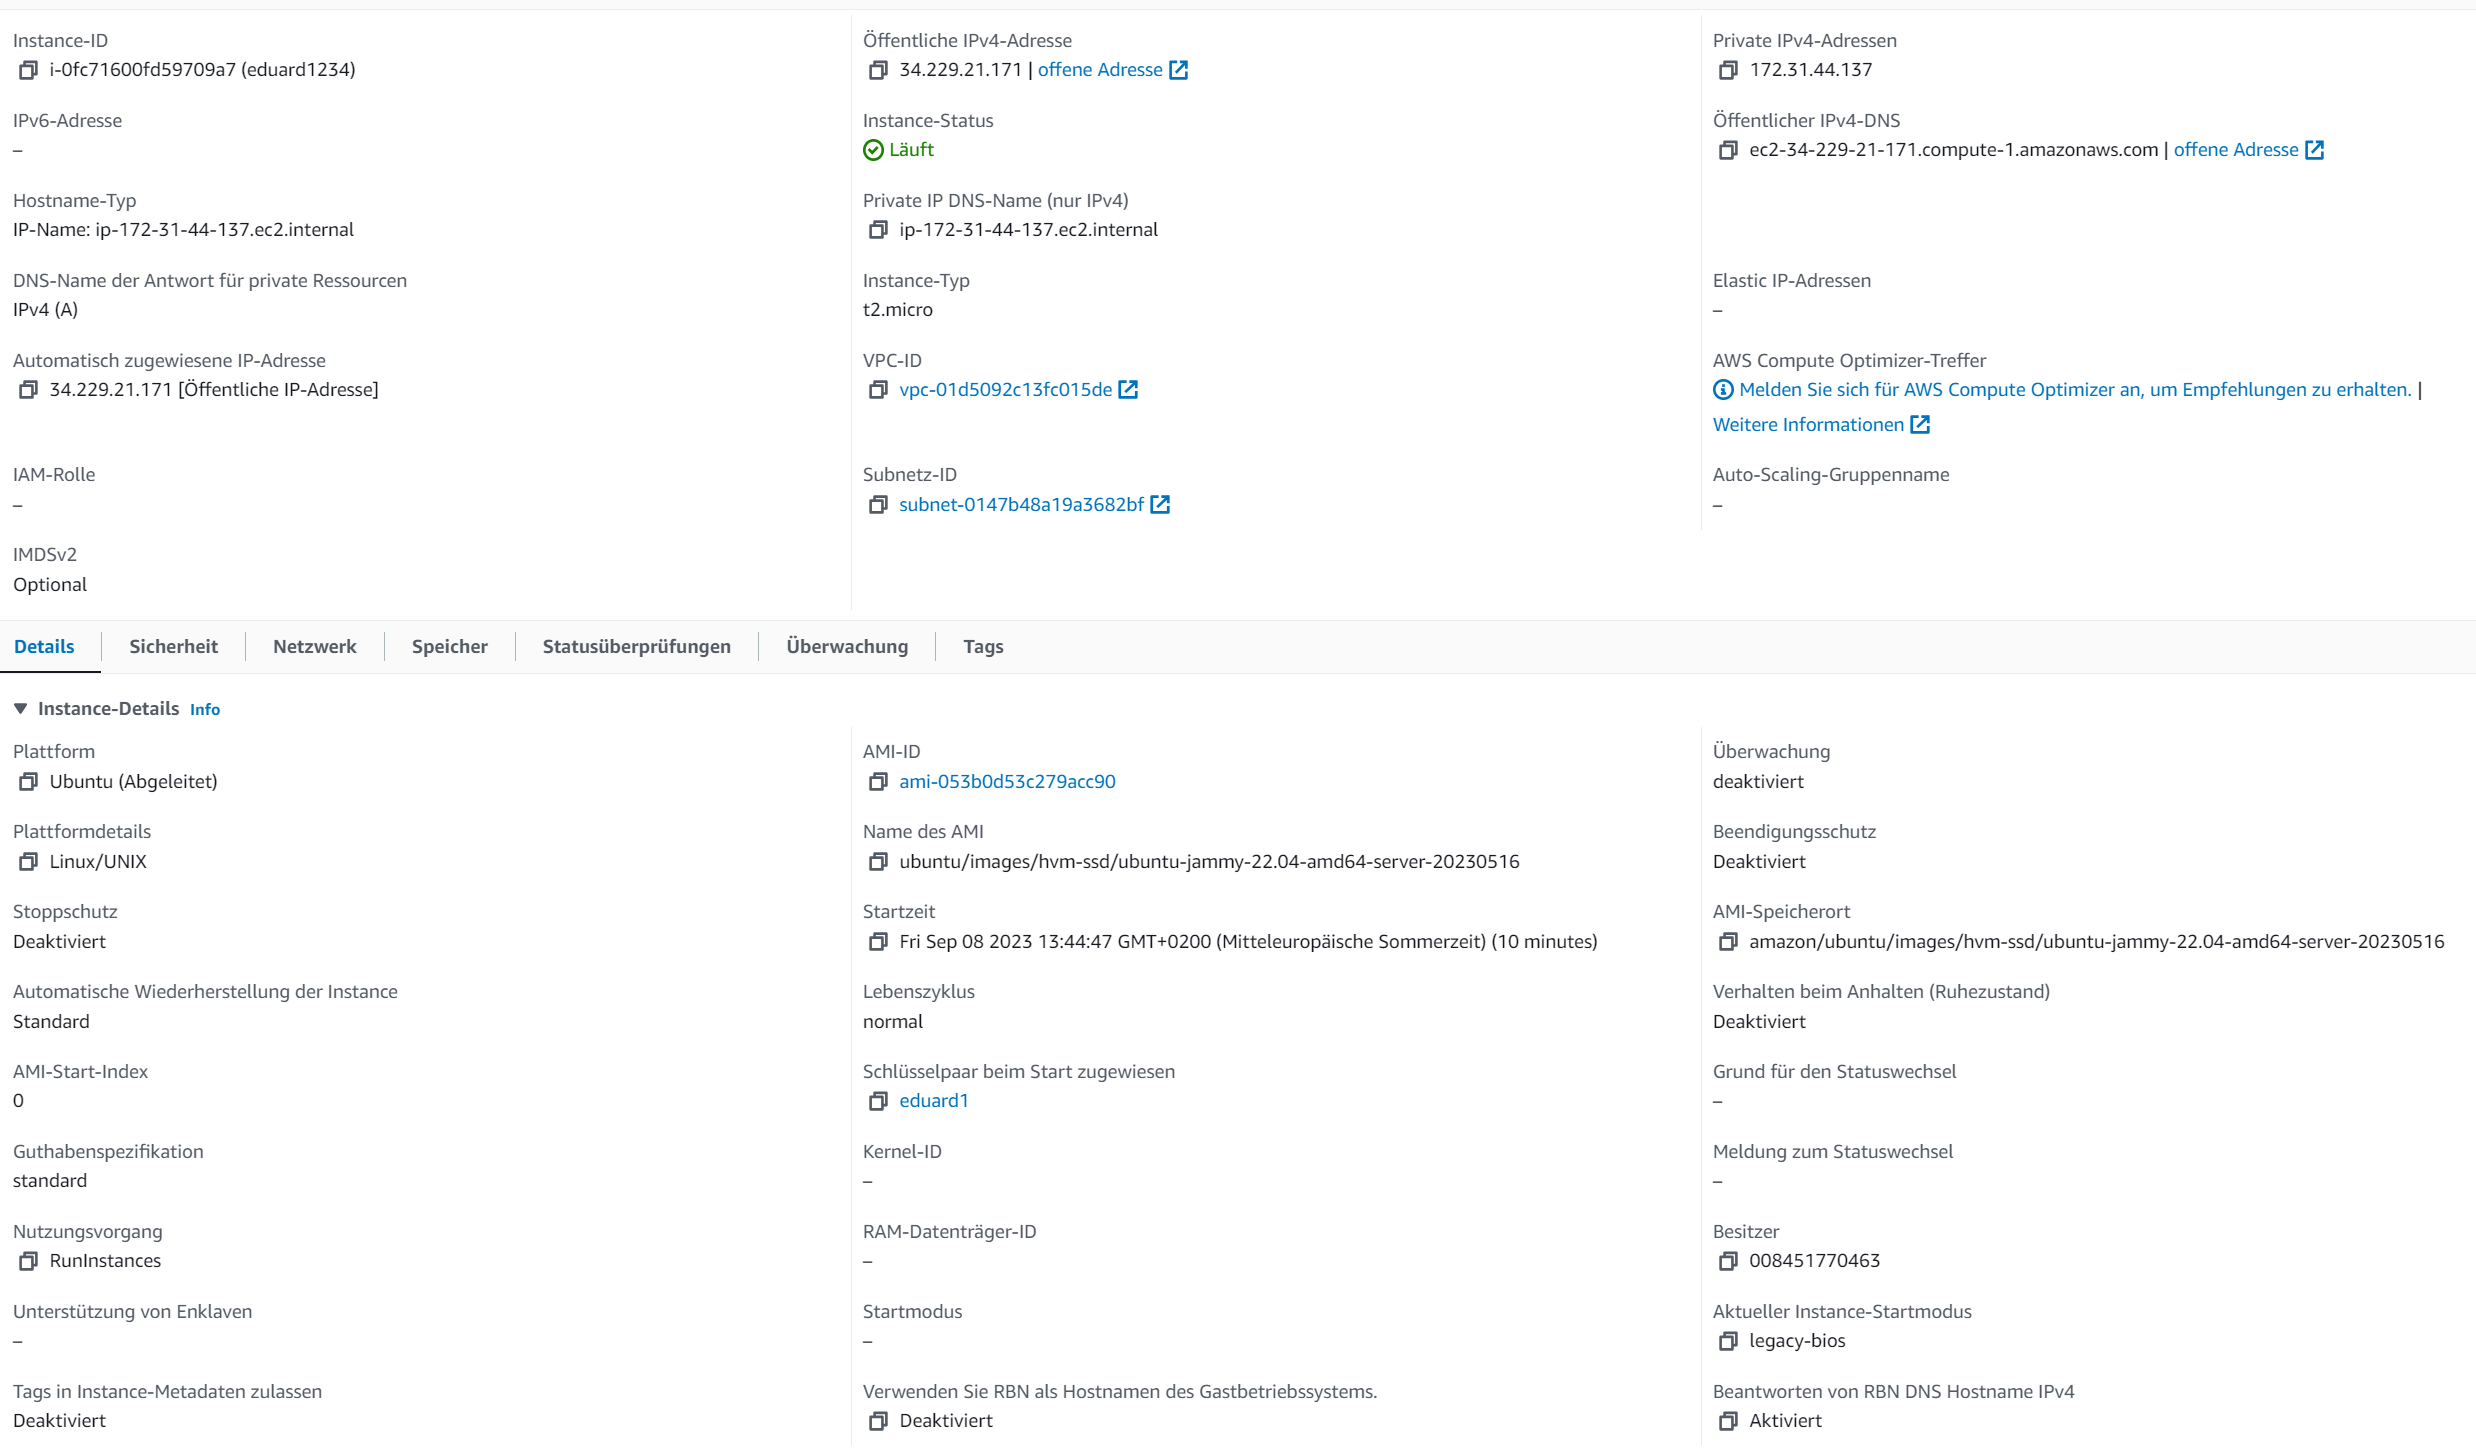 Instance-ID
i-0fc71600fd59709a7 (eduard1234)
Öffentliche IPv4-Adresse
34.229.21.171 | offene Adresse
Private IPv4-Adressen
172.31.44.137
IPv6-Adresse
–
Instance-Status
Läuft
Öffentlicher IPv4-DNS
ec2-34-229-21-171.compute-1.amazonaws.com | offene Adresse
Hostname-Typ
IP-Name: ip-172-31-44-137.ec2.internal
Private IP DNS-Name (nur IPv4)
ip-172-31-44-137.ec2.internal
DNS-Name der Antwort für private Ressourcen
IPv4 (A)
Instance-Typ
t2.micro
Elastic IP-Adressen
–
Automatisch zugewiesene IP-Adresse
34.229.21.171 [Öffentliche IP-Adresse]
VPC-ID
vpc-01d5092c13fc015de
AWS Compute Optimizer-Treffer
Melden Sie sich für AWS Compute Optimizer an, um Empfehlungen zu erhalten. |
Weitere Informationen
IAM-Rolle
–
Subnetz-ID
subnet-0147b48a19a3682bf
Auto-Scaling-Gruppenname
–
IMDSv2
Optional
Details
Sicherheit
Netzwerk
Speicher
Statusüberprüfungen
Überwachung
Tags
Instance-Details Info
Plattform
Ubuntu (Abgeleitet)
AMI-ID
ami-053b0d53c279acc90
Überwachung
deaktiviert
Plattformdetails
Linux/UNIX
Name des AMI
ubuntu/images/hvm-ssd/ubuntu-jammy-22.04-amd64-server-20230516
Beendigungsschutz
Deaktiviert
Stoppschutz
Deaktiviert
Startzeit
Fri Sep 08 2023 13:44:47 GMT+0200 (Mitteleuropäische Sommerzeit) (10 minutes)
AMI-Speicherort
amazon/ubuntu/images/hvm-ssd/ubuntu-jammy-22.04-amd64-server-20230516
Automatische Wiederherstellung der Instance
Standard
Lebenszyklus
normal
Verhalten beim Anhalten (Ruhezustand)
Deaktiviert
AMI-Start-Index
0
Schlüsselpaar beim Start zugewiesen
eduard1
Grund für den Statuswechsel
–
Guthabenspezifikation
standard
Kernel-ID
–
Meldung zum Statuswechsel
–
Nutzungsvorgang
RunInstances
RAM-Datenträger-ID
–
Besitzer
008451770463
Unterstützung von Enklaven
–
Startmodus
–
Aktueller Instance-Startmodus
legacy-bios
Tags in Instance-Metadaten zulassen
Deaktiviert
Verwenden Sie RBN als Hostnamen des Gastbetriebssystems.
Deaktiviert
Beantworten von RBN DNS Hostname IPv4
Aktiviert